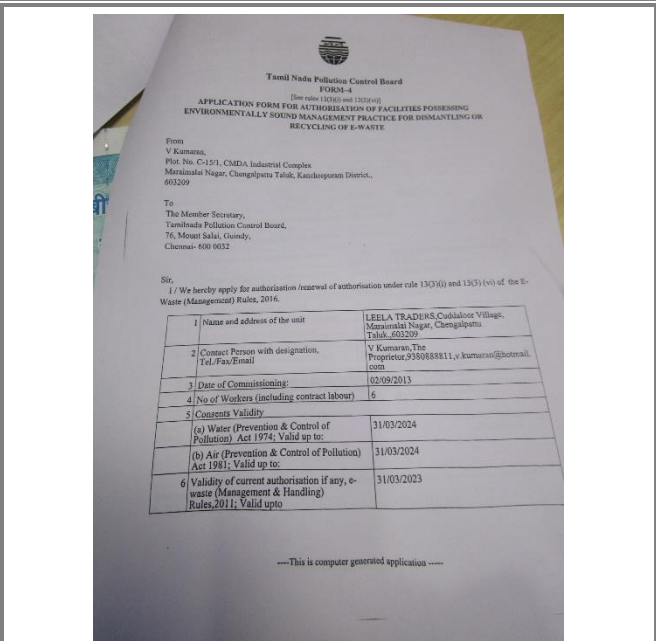 Tamil Nadu Pollution Control Board
FORM-4
[See rules 13(3)(i) and 13(3)(vi)]
APPLICATION FORM FOR AUTHORISATION OF FACILITIES POSSESSING
ENVIRONMENTALLY SOUND MANAGEMENT PRACTICE FOR DISMANTLING OR
RECYCLING OF E-WASTE
From
V Kumaran,
Plot. No. C-15/1, CMDA Industrial Complex
Maraimalai Nagar, Chengalpattu Taluk, Kancheepuram District.,
603209
To
The Member Secretary,
Tamilnadu Pollution Control Board,
76, Mount Salai, Guindy,
Chennai- 600 0032
Sir,
I / We hereby apply for authorisation /renewal of authorisation under rule 13(3)(i) and 13(3) (vi) of the E-
Waste (Management) Rules, 2016.
1 Name and address of the unit
LEELA TRADERS,Cuddaloor Village,
Maraimalai Nagar, Chengalpattu
Taluk.,603209
2 Contact Person with designation,
Tel./Fax/Email
V Kumaran,The
Proprietor,9380888811,v.kumaran@hotmail.
com
3 Date of Commissioning:
02/09/2013
4 No of Workers (including contract labour)
6
5 Consents Validity
(a) Water (Prevention & Control of
Pollution) Act 1974; Valid up to:
31/03/2024
(b) Air (Prevention & Control of Pollution)
Act 1981; Valid up to:
31/03/2024
6 Validity of current authorisation if any, e-
waste (Management & Handling)
Rules,2011; Valid upto
31/03/2023
----This is computer generated application -----